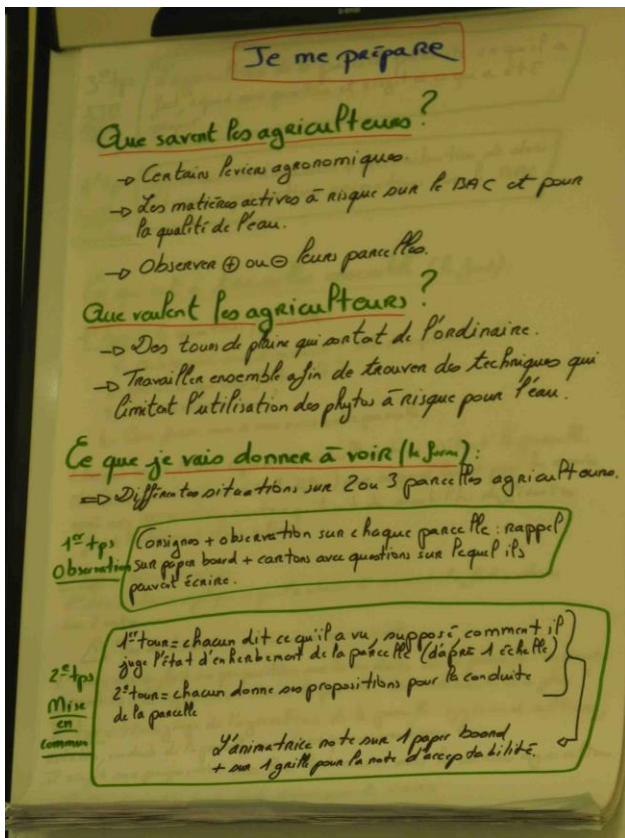 Je me prépare
Que savent les agriculteurs ?
→ Certains leviers agronomiques.
→ Les matières actives à risque sur le BAC et pour
la qualité de l'eau.
→ Observer ⊕ ou ⊖ leurs parcelles.
Que veulent les agriculteurs ?
→ Des tours de plaine qui sortent de l'ordinaire.
→ Travailler ensemble afin de trouver des techniques qui
limitent l'utilisation des phytos à risque pour l'eau.
Ce que je vais donner à voir (la forme) :
⇒ Différentes situations sur 2 ou 3 parcelles agriculteurs.
1er tps
Observation
Consignes + observation sur chaque parcelle : rappel
sur paper board + cartons avec questions sur lequel ils
peuvent écrire.
2e tps
Mise
en
commun
1er tour = chacun dit ce qu'il a vu, supposé, comment il
juge l'état d'enherbement de la parcelle (d'après 1 échelle)
2e tour = chacun donne ses propositions pour la conduite
de la parcelle
L'animatrice note sur 1 paper board
+ sur 1 grille pour la note d'acceptabilité.